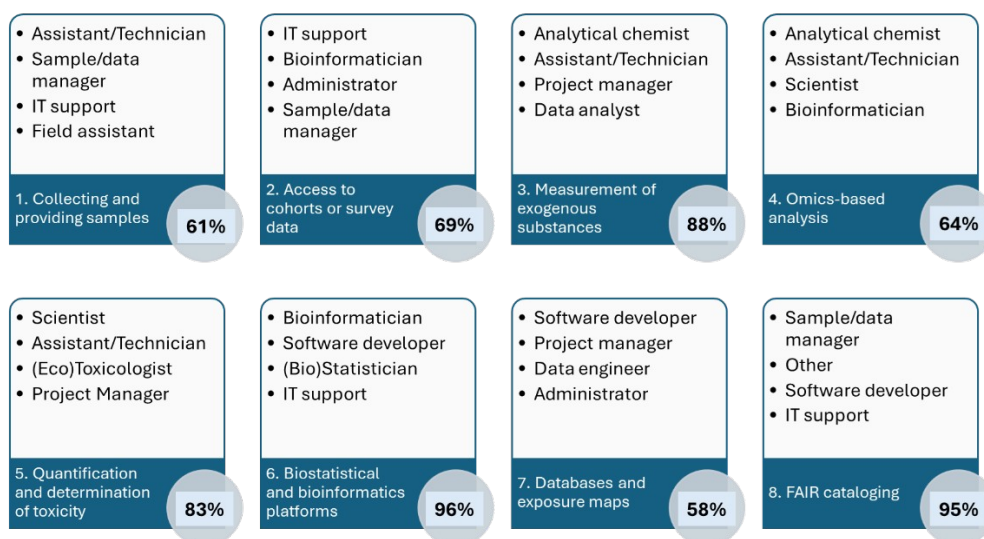 • Assistant/Technician
• Sample/data
manager
• IT support
• Field assistant
1. Collecting and
providing samples
61%
• IT support
• Bioinformatician
• Administrator
• Sample/data
manager
2. Access to
cohorts or survey
data
69%
• Analytical chemist
• Assistant/Technician
• Project manager
• Data analyst
3. Measurement of
exogenous
substances
88%
• Analytical chemist
• Assistant/Technician
• Scientist
• Bioinformatician
4. Omics-based
analysis
64%
• Scientist
• Assistant/Technician
• (Eco)Toxicologist
• Project Manager
5. Quantification
and determination
of toxicity
83%
• Bioinformatician
• Software developer
• (Bio)Statistician
• IT support
6. Biostatistical
and bioinformatics
platforms
96%
• Software developer
• Project manager
• Data engineer
• Administrator
7. Databases and
exposure maps
58%
• Sample/data
manager
• Other
• Software developer
• IT support
8. FAIR cataloging
95%